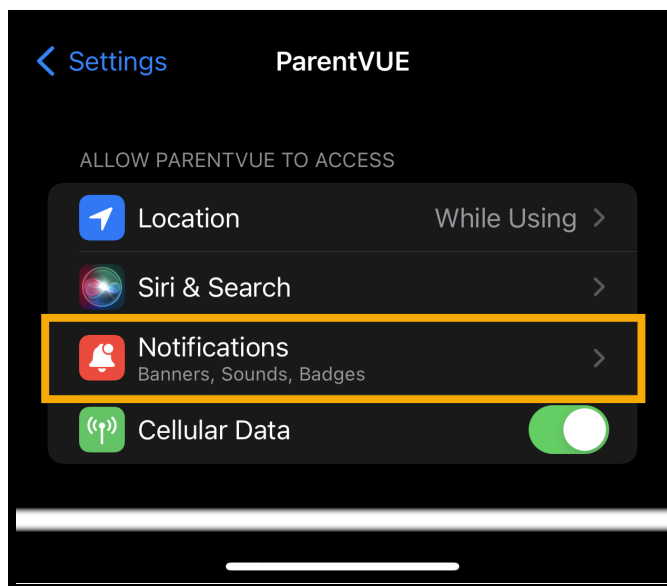 Settings
ParentVUE
ALLOW PARENTVUE TO ACCESS
Location While Using
Siri & Search
Notifications
Banners, Sounds, Badges
Cellular Data